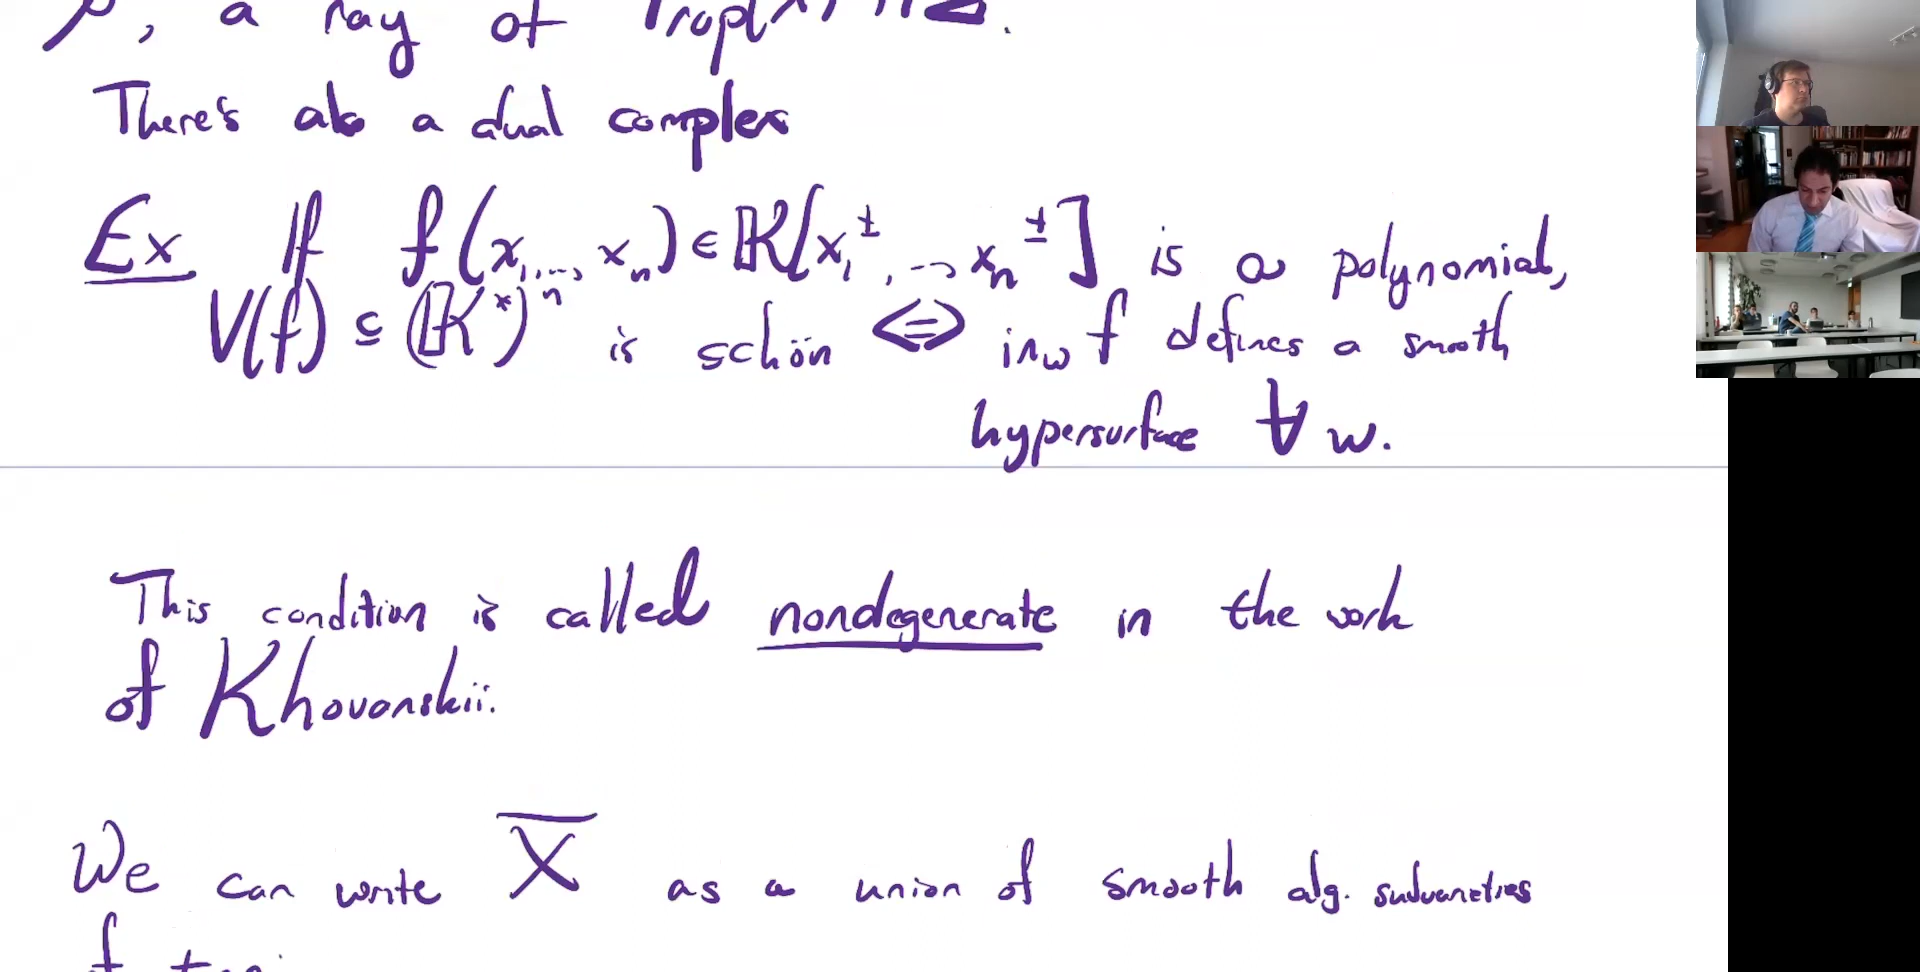 , a ray of Trop(X)
There's also a dual complex
Ex If f(x₁,..., xₙ) ∈ 𝕂[x₁^±, ..., xₙ^±] is a polynomial,
V(f) ⊆ (𝕂^×)^n is schön ⟺ in_w f defines a smooth
hypersurface ∀ w.
This condition is called nondegenerate in the work
of Khovanskii.
We can write X̅ as a union of smooth alg. subvarieties
of tori